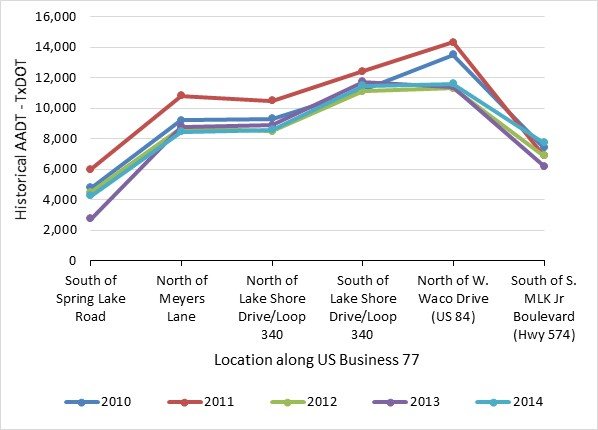 Historical AADT - TxDOT
16,000
14,000
12,000
10,000
8,000
6,000
4,000
2,000
0
South of
Spring Lake
Road
North of
Meyers
Lane
North of
Lake Shore
Drive/Loop
340
South of
Lake Shore
Drive/Loop
340
North of W.
Waco Drive
(US 84)
South of S.
MLK Jr
Boulevard
(Hwy 574)
Location along US Business 77
2010
2011
2012
2013
2014